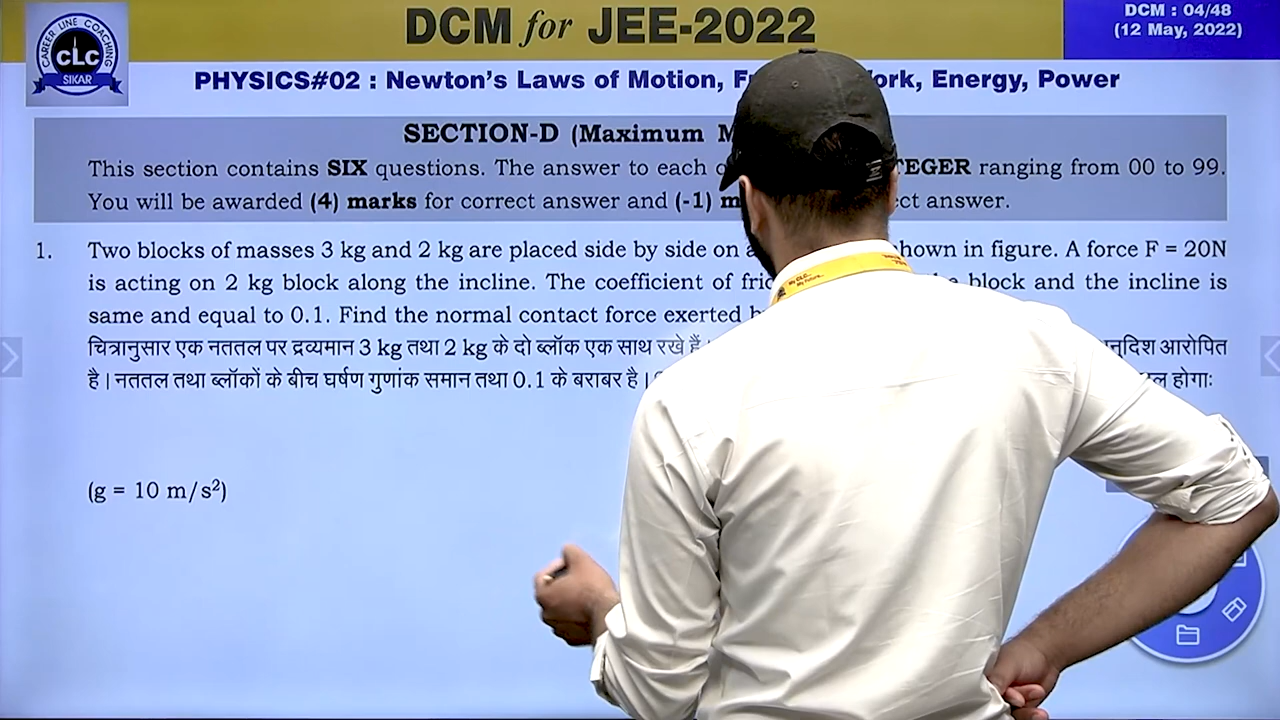 DCM for JEE-2022
DCM : 04/48
(12 May, 2022)
CAREER LINE COACHING
CLC
SIKAR
PHYSICS#02 : Newton's Laws of Motion, Work, Energy, Power
SECTION-D (Maximum
This section contains SIX questions. The answer to each INTEGER ranging from 00 to 99.
You will be awarded (4) marks for correct answer and (-1) answer.
1. Two blocks of masses 3 kg and 2 kg are placed side by side on shown in figure. A force F = 20N
is acting on 2 kg block along the incline. The coefficient of block and the incline is
same and equal to 0.1. Find the normal contact force exerted
चित्रानुसार एक नततल पर द्रव्यमान 3 kg तथा 2 kg के दो ब्लॉक एक साथ रखे हैं। आरोपित
है। नततल तथा ब्लॉकों के बीच घर्षण गुणांक समान तथा 0.1 के बराबर है। होगाः
(g = 10 m/s²)